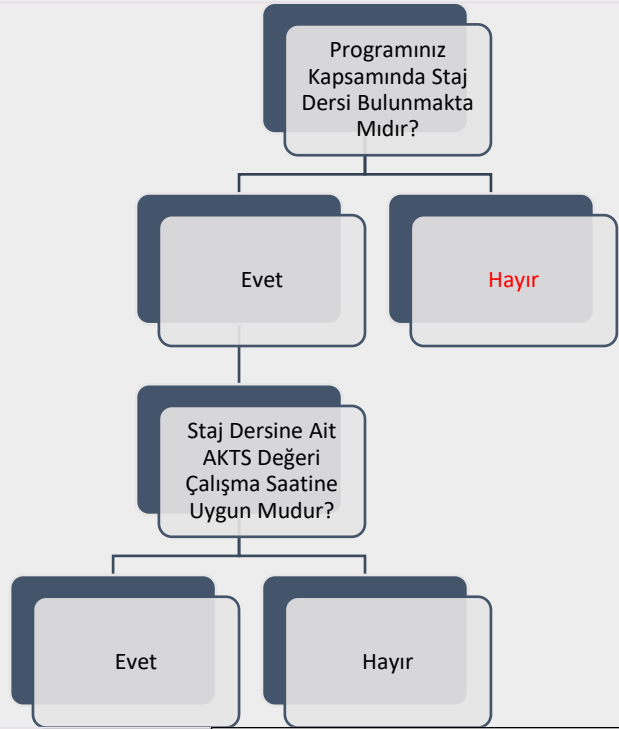 Programınız
Kapsamında Staj
Dersi Bulunmakta
Mıdır?
Evet
Hayır
Staj Dersine Ait
AKTS Değeri
Çalışma Saatine
Uygun Mudur?
Evet
Hayır